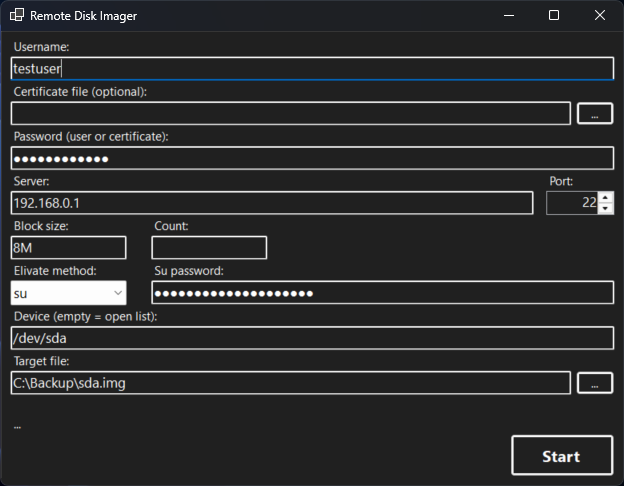 Remote Disk Imager
Username:
testuser
Certificate file (optional):
...
Password (user or certificate):
●●●●●●●●●●●●
Server: Port:
192.168.0.1 22
Block size: Count:
8M
Elivate method: Su password:
su ●●●●●●●●●●●●●●●●●●●●
Device (empty = open list):
/dev/sda
Target file:
C:\Backup\sda.img ...
...
Start